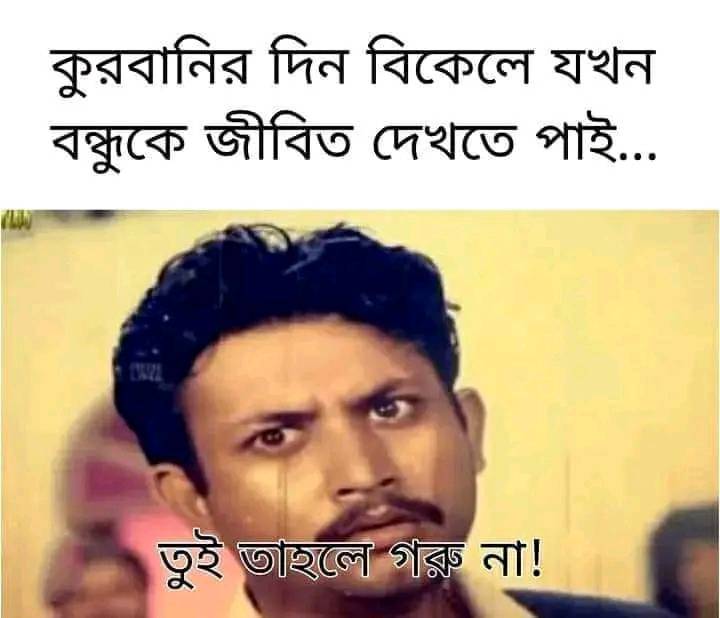 কুরবানির দিন বিকেলে যখন
বন্ধুকে জীবিত দেখতে পাই...
তুই তাহলে গরু না!